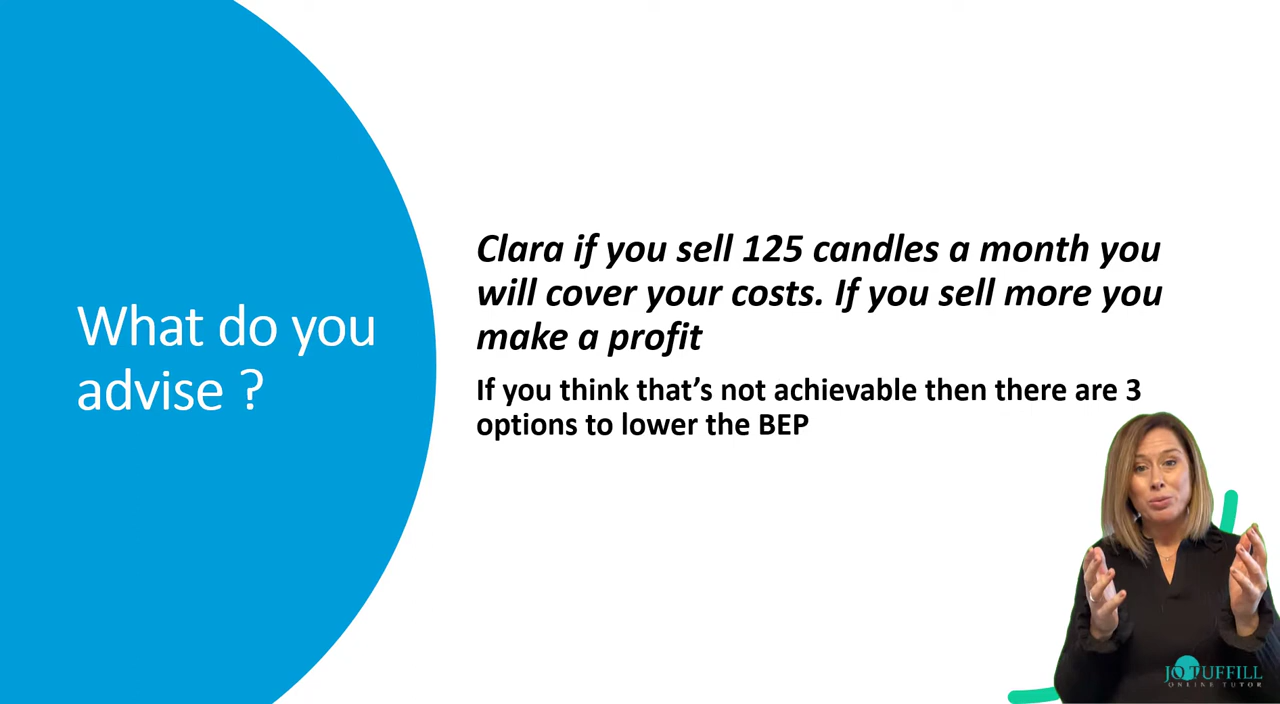 What do you
advise ?
Clara if you sell 125 candles a month you
will cover your costs. If you sell more you
make a profit
If you think that's not achievable then there are 3
options to lower the BEP
JO TUFFILL
ONLINE TUTOR